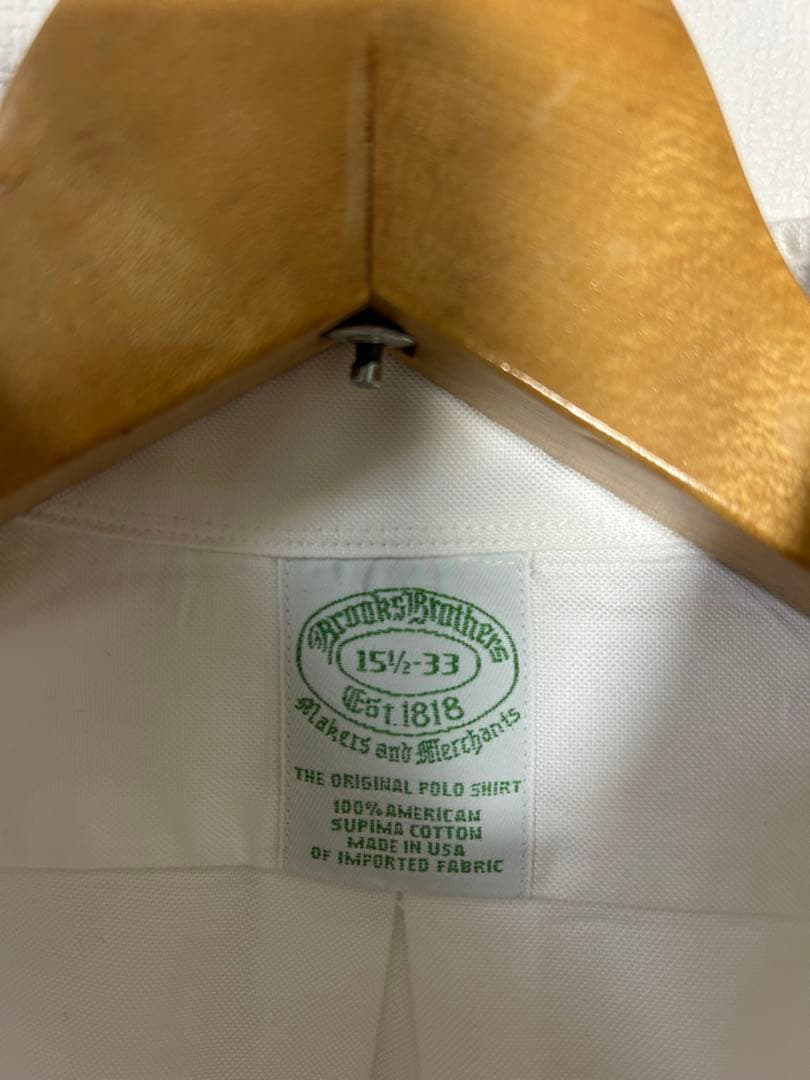 Brooks Brothers
15½-33
Est. 1818
Makers and Merchants
THE ORIGINAL POLO SHIRT
100% AMERICAN
SUPIMA COTTON
MADE IN USA
OF IMPORTED FABRIC